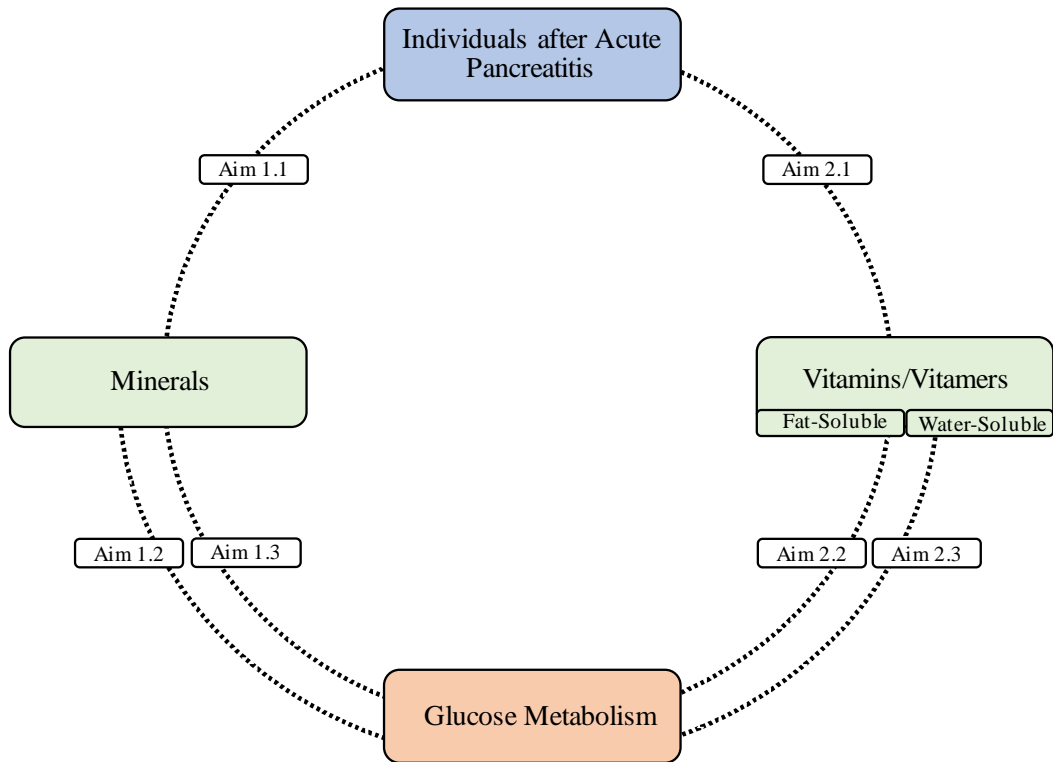 Individuals after Acute
Pancreatitis
Aim 1.1
Aim 2.1
Minerals
Vitamins/Vitamers
Fat-Soluble
Water-Soluble
Aim 1.2
Aim 1.3
Aim 2.2
Aim 2.3
Glucose Metabolism